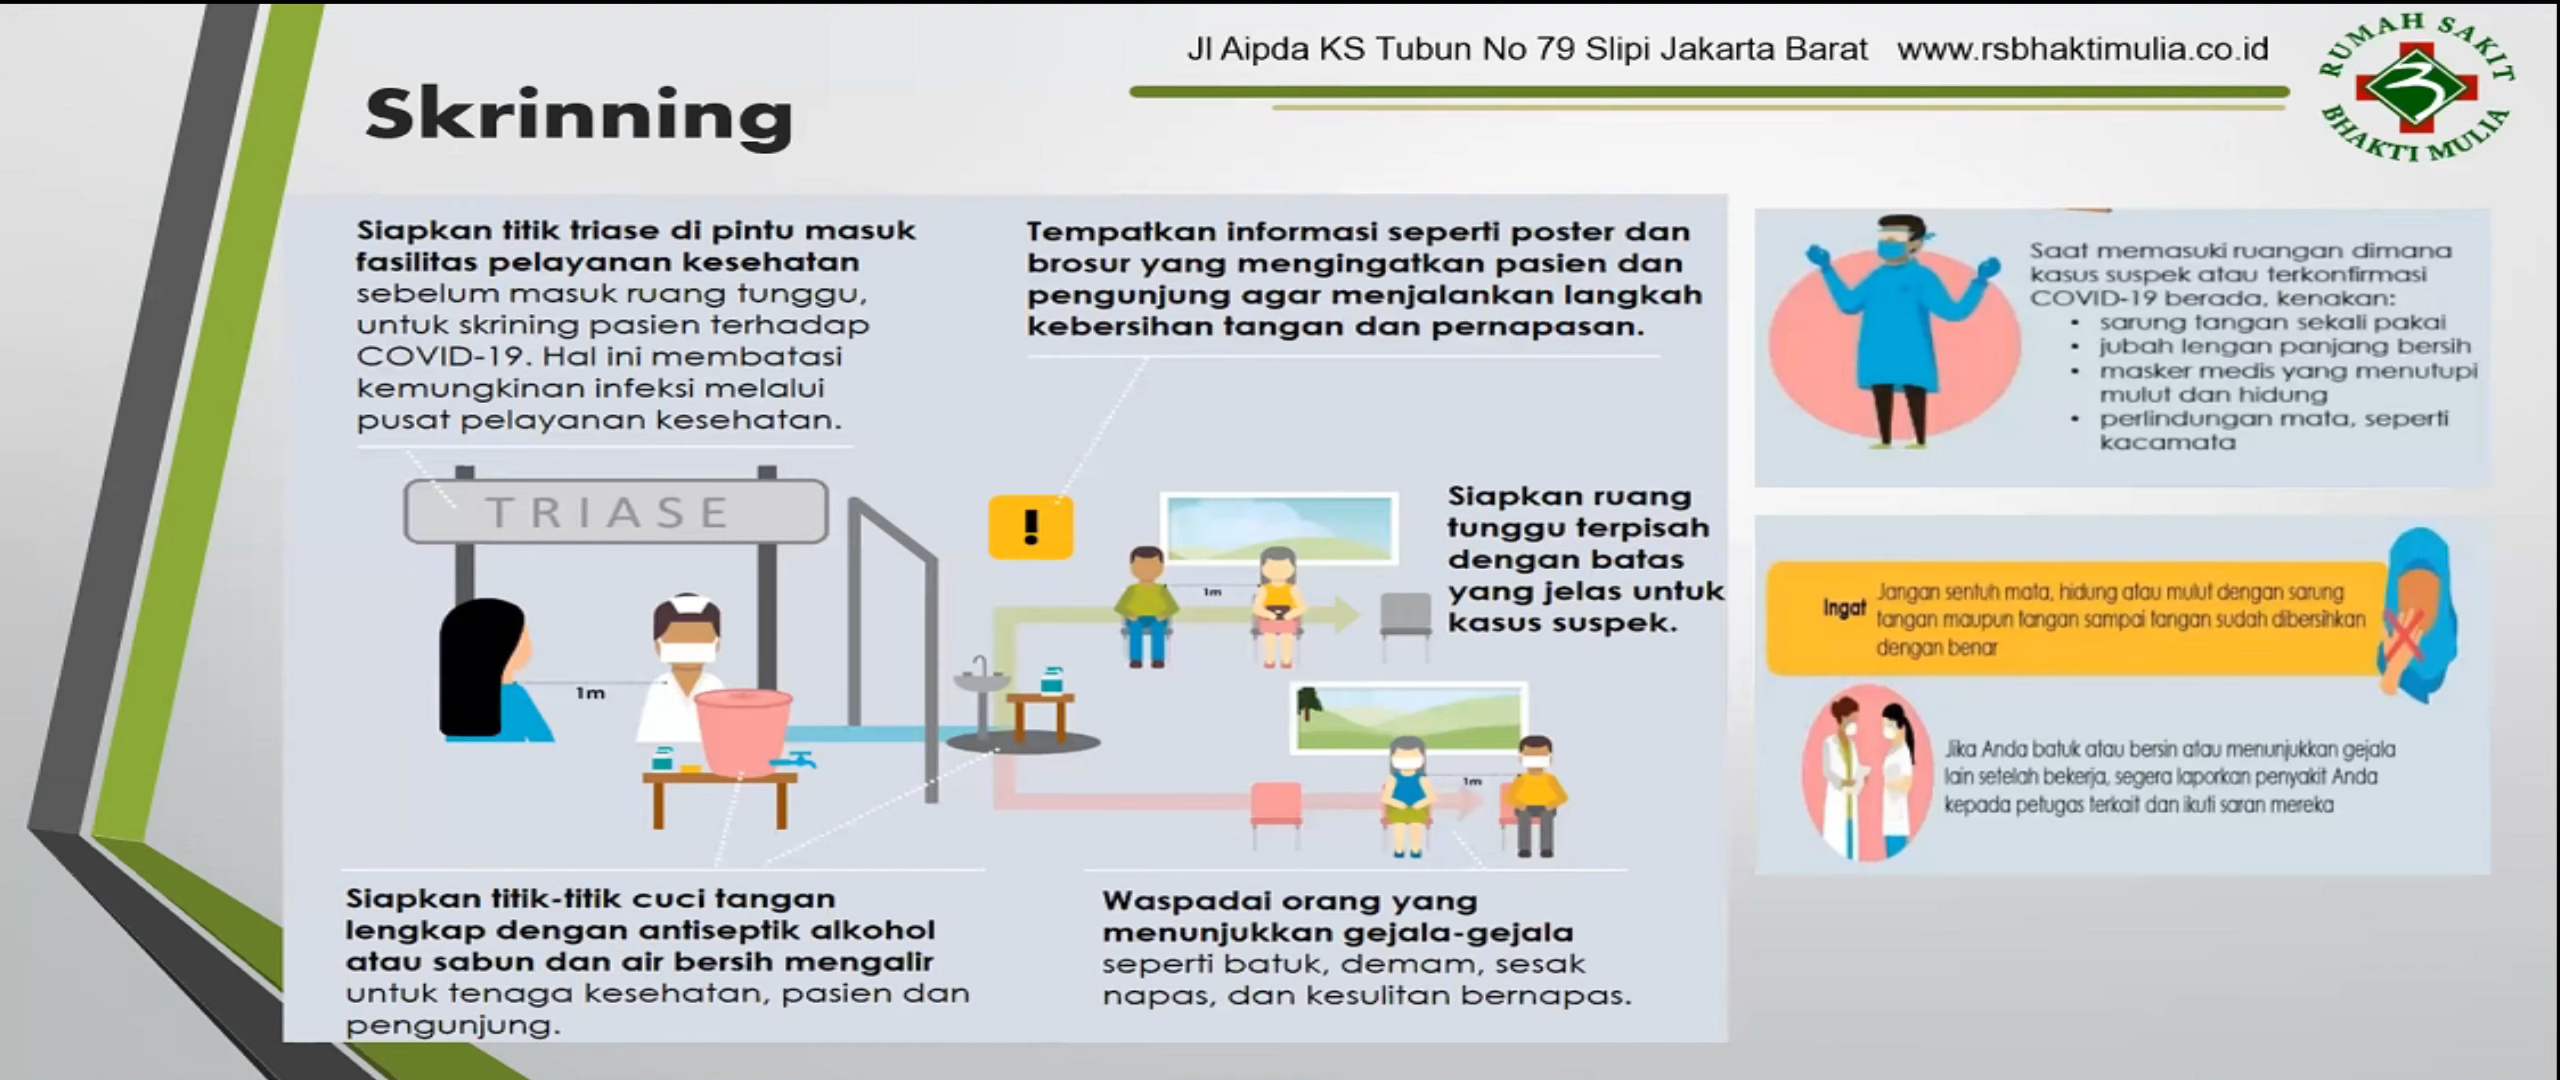 Jl Aipda KS Tubun No 79 Slipi Jakarta Barat www.rsbhaktimulia.co.id
RUMAH SAKIT
BHAKTI MULIA
Skrinning
Siapkan titik triase di pintu masuk
fasilitas pelayanan kesehatan
sebelum masuk ruang tunggu,
untuk skrining pasien terhadap
COVID-19. Hal ini membatasi
kemungkinan infeksi melalui
pusat pelayanan kesehatan.
Tempatkan informasi seperti poster dan
brosur yang mengingatkan pasien dan
pengunjung agar menjalankan langkah
kebersihan tangan dan pernapasan.
TRIASE
1m
!
1m
Siapkan ruang
tunggu terpisah
dengan batas
yang jelas untuk
kasus suspek.
1m
Siapkan titik-titik cuci tangan
lengkap dengan antiseptik alkohol
atau sabun dan air bersih mengalir
untuk tenaga kesehatan, pasien dan
pengunjung.
Waspadai orang yang
menunjukkan gejala-gejala
seperti batuk, demam, sesak
napas, dan kesulitan bernapas.
Saat memasuki ruangan dimana
kasus suspek atau terkonfirmasi
COVID-19 berada, kenakan:
• sarung tangan sekali pakai
• jubah lengan panjang bersih
• masker medis yang menutupi
mulut dan hidung
• perlindungan mata, seperti
kacamata
Ingat
Jangan sentuh mata, hidung atau mulut dengan sarung
tangan maupun tangan sampai tangan sudah dibersihkan
dengan benar
Jika Anda batuk atau bersin atau menunjukkan gejala
lain setelah bekerja, segera laporkan penyakit Anda
kepada petugas terkait dan ikuti saran mereka